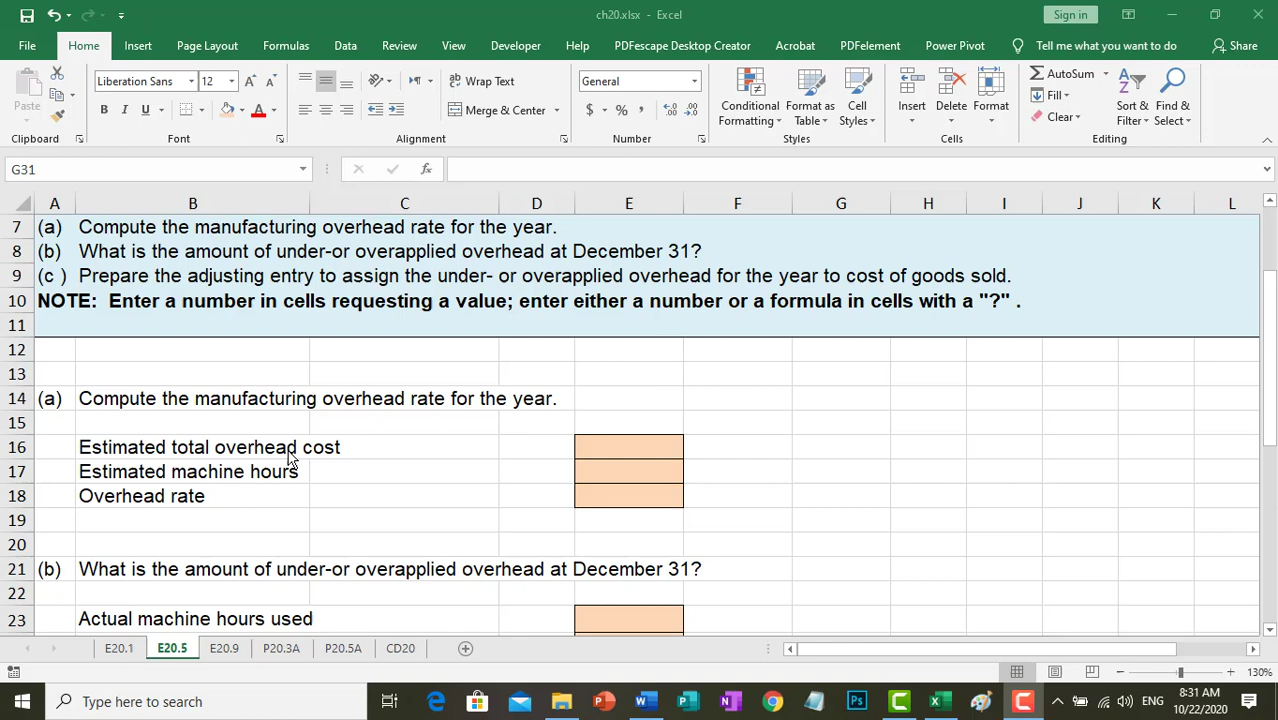 ch20.xlsx - Excel
Sign in
File Home Insert Page Layout Formulas Data Review View Developer Help PDFescape Desktop Creator Acrobat PDFelement Power Pivot Tell me what you want to do Share
Paste
Liberation Sans 12
Wrap Text
General
Conditional Formatting
Format as Table
Cell Styles
Insert Delete Format
AutoSum
Fill
Clear
Sort & Filter
Find & Select
B I U A
Merge & Center
$ % ,
Clipboard Font Alignment Number Styles Cells Editing
G31 fx
A B C D E F G H I J K L
7 (a) Compute the manufacturing overhead rate for the year.
8 (b) What is the amount of under-or overapplied overhead at December 31?
9 (c ) Prepare the adjusting entry to assign the under- or overapplied overhead for the year to cost of goods sold.
10 NOTE: Enter a number in cells requesting a value; enter either a number or a formula in cells with a "?" .
11
12
13
14 (a) Compute the manufacturing overhead rate for the year.
15
16 Estimated total overhead cost
17 Estimated machine hours
18 Overhead rate
19
20
21 (b) What is the amount of under-or overapplied overhead at December 31?
22
23 Actual machine hours used
E20.1 E20.5 E20.9 P20.3A P20.5A CD20
130%
Type here to search
ENG
8:31 AM
10/22/2020